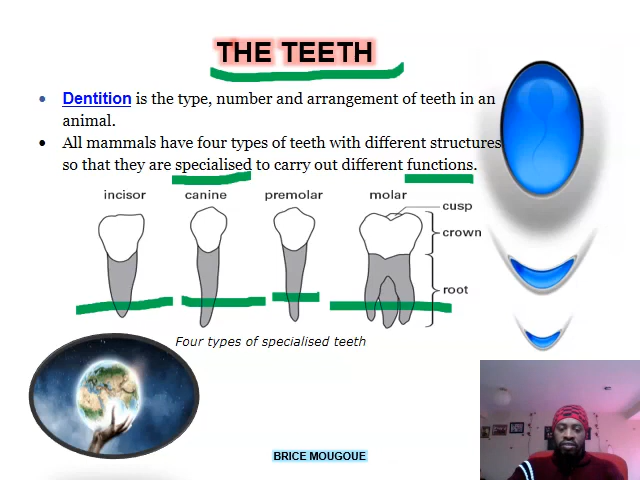 THE TEETH
• Dentition is the type, number and arrangement of teeth in an
animal.
• All mammals have four types of teeth with different structures
so that they are specialised to carry out different functions.
incisor canine premolar molar
cusp
crown
root
Four types of specialised teeth
BRICE MOUGOUE